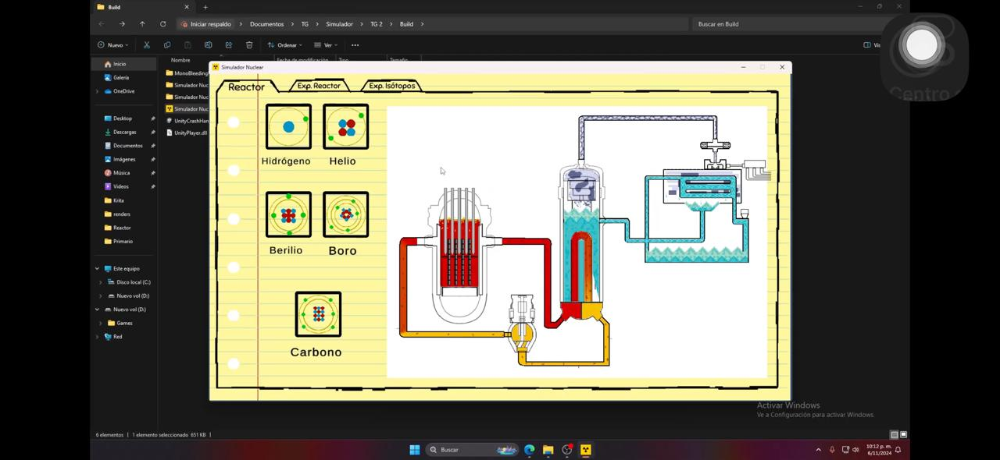 Build
Iniciar respaldo > Documentos > TG > Simulador > TG 2 > Build >
Buscar en Build
Nuevo
Ordenar
Ver
Inicio
Galería
OneDrive
Desktop
Descargas
Documentos
Imágenes
Música
Videos
Krita
renders
Reactor
Primario
Este equipo
Disco local (C:)
Nuevo vol (D:)
Nuevo vol (D:)
Games
Red
Nombre
Fecha de modificación
Tipo
Tamaño
MonoBleeding
Simulador Nuc
Simulador Nuc
Simulador Nuc
UnityCrashHan
UnityPlayer.dll
Simulador Nuclear
Reactor
Exp. Reactor
Exp. Isótopos
Hidrógeno
Helio
Berilio
Boro
Carbono
Centro
Activar Windows
Ve a Configuración para activar Windows.
6 elementos
1 elemento seleccionado 651 KB
Buscar
10:12 p. m.
6/11/2024